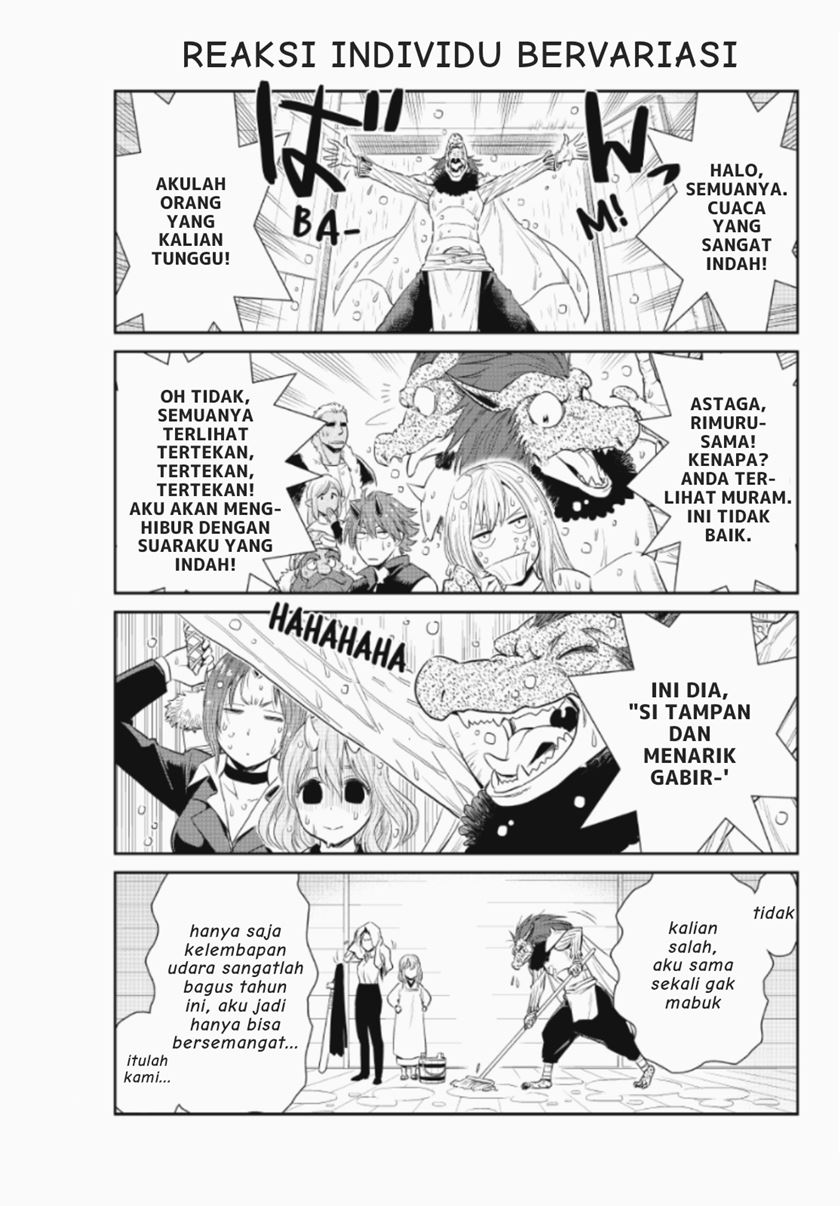 REAKSI INDIVIDU BERVARIASI
HALO,
SEMUANYA.
CUACA
YANG
SANGAT
INDAH!
ばんっ
BA-
M!
AKULAH
ORANG
YANG
KALIAN
TUNGGU!
ASTAGA,
RIMURU-
SAMA!
KENAPA?
ANDA TER-
LIHAT MURAM.
INI TIDAK
BAIK.
OH TIDAK,
SEMUANYA
TERLIHAT
TERTEKAN,
TERTEKAN,
TERTEKAN!
AKU AKAN MENG-
HIBUR DENGAN
SUARAKU YANG
INDAH!
INI DIA,
"SI TAMPAN
DAN
MENARIK
GABIR-'
HAHAHAHA
tidak
kalian
salah,
aku sama
sekali gak
mabuk
hanya saja
kelembapan
udara sangatlah
bagus tahun
ini, aku jadi
hanya bisa
bersemangat...
itulah
kami...